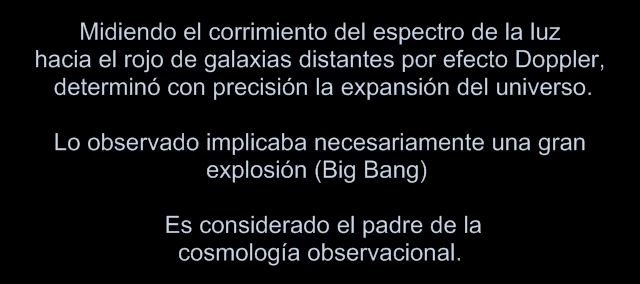 Midiendo el corrimiento del espectro de la luz
hacia el rojo de galaxias distantes por efecto Doppler,
determinó con precisión la expansión del universo.
Lo observado implicaba necesariamente una gran
explosión (Big Bang)
Es considerado el padre de la
cosmología observacional.